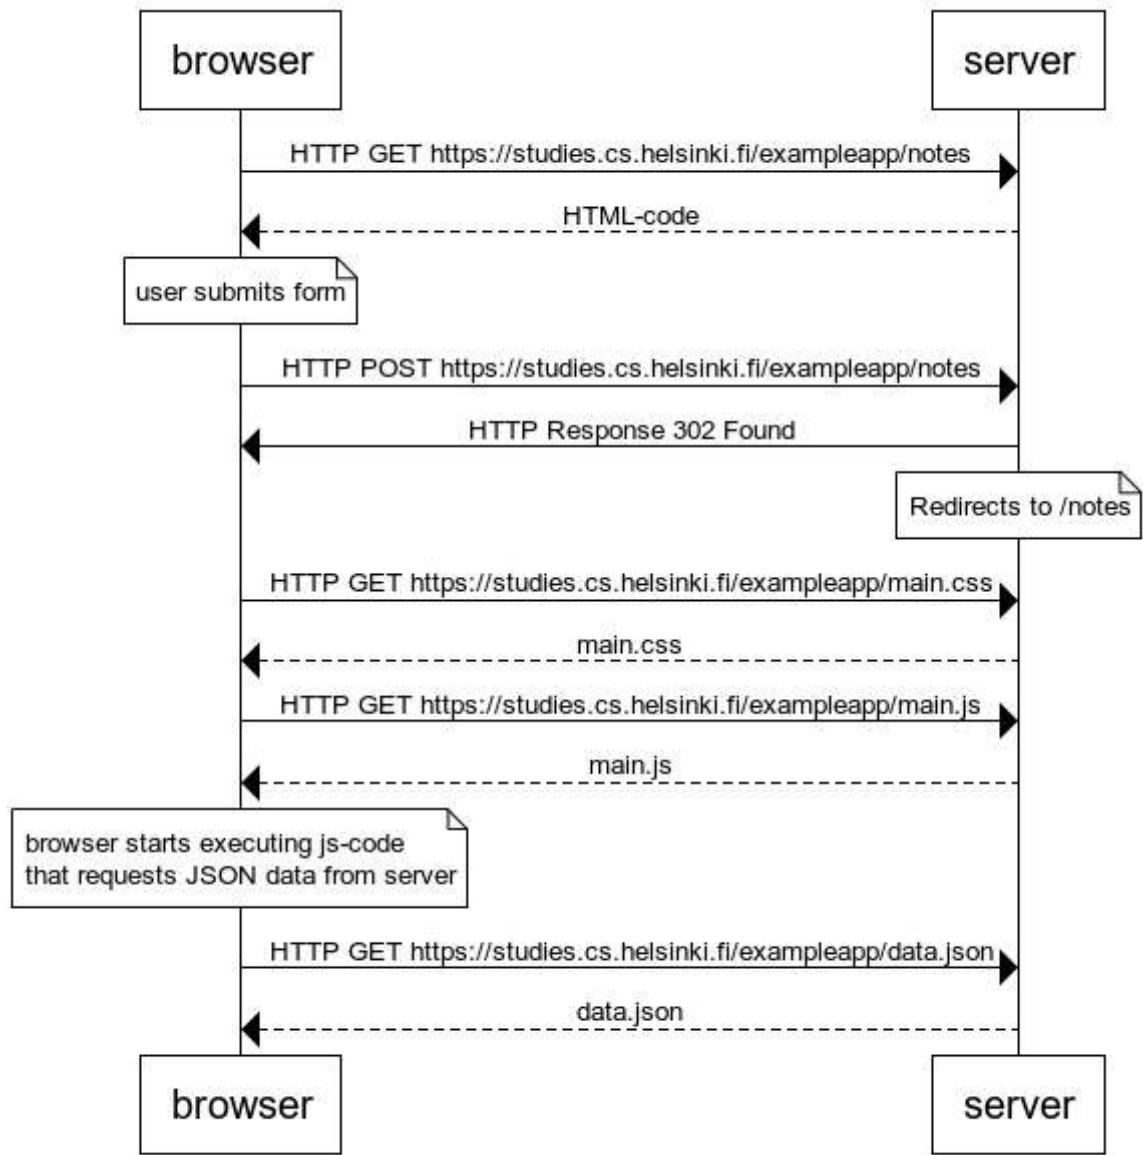 browser
server
HTTP GET https://studies.cs.helsinki.fi/exampleapp/notes
HTML-code
user submits form
HTTP POST https://studies.cs.helsinki.fi/exampleapp/notes
HTTP Response 302 Found
Redirects to /notes
HTTP GET https://studies.cs.helsinki.fi/exampleapp/main.css
main.css
HTTP GET https://studies.cs.helsinki.fi/exampleapp/main.js
main.js
browser starts executing js-code
that requests JSON data from server
HTTP GET https://studies.cs.helsinki.fi/exampleapp/data.json
data.json
browser
server